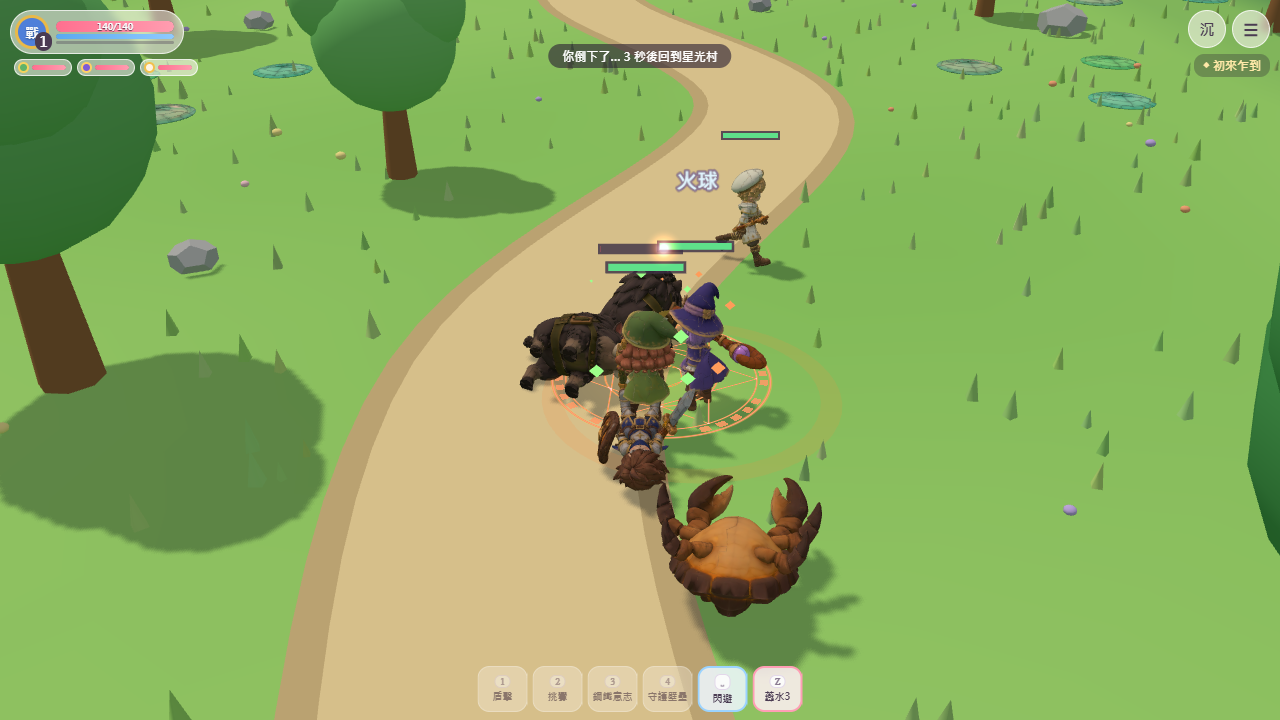 戰
1
140/140
你倒下了... 3 秒後回到星光村
沉
初來乍到
火球
1
盾擊
2
挑釁
3
鋼鐵意志
4
守護壁壘
閃避
Z
藥水3